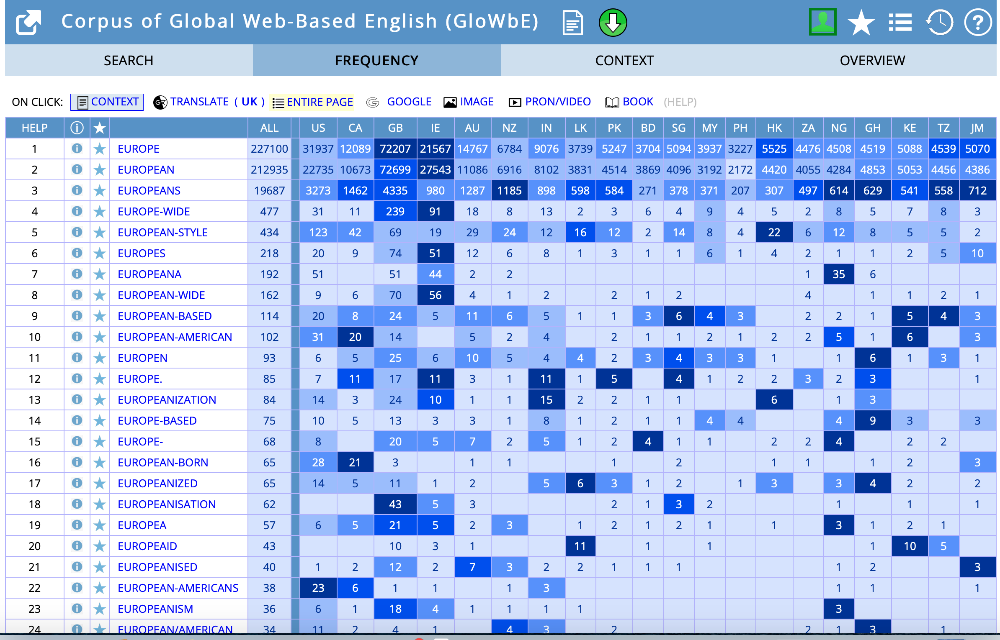 Corpus of Global Web-Based English (GloWbE)
SEARCH FREQUENCY CONTEXT OVERVIEW
ON CLICK: CONTEXT TRANSLATE ( UK ) ENTIRE PAGE GOOGLE IMAGE PRON/VIDEO BOOK (HELP)
HELP ALL US CA GB IE AU NZ IN LK PK BD SG MY PH HK ZA NG GH KE TZ JM
1 EUROPE 227100 31937 12089 72207 21567 14767 6784 9076 3739 5247 3704 5094 3937 3227 5525 4476 4508 4519 5088 4539 5070
2 EUROPEAN 212935 22735 10673 72699 27543 11086 6916 8102 3831 4514 3869 4096 3192 2172 4420 4055 4284 4853 5053 4456 4386
3 EUROPEANS 19687 3273 1462 4335 980 1287 1185 898 598 584 271 378 371 207 307 497 614 629 541 558 712
4 EUROPE-WIDE 477 31 11 239 91 18 8 13 2 3 6 4 9 4 5 2 8 5 7 8 3
5 EUROPEAN-STYLE 434 123 42 69 19 29 24 12 16 12 2 14 8 4 22 6 12 8 5 5 2
6 EUROPES 218 20 9 74 51 12 6 8 1 3 1 1 6 1 4 2 1 1 2 5 10
7 EUROPEANA 192 51 51 44 2 2 1 35 6
8 EUROPEAN-WIDE 162 9 6 70 56 4 1 2 2 1 2 4 1 1 2 1
9 EUROPEAN-BASED 114 20 8 24 5 11 6 5 1 1 3 6 4 3 2 2 1 5 4 3
10 EUROPEAN-AMERICAN 102 31 20 14 5 2 4 2 1 1 2 1 2 2 5 1 6 3
11 EUROPEN 93 6 5 25 6 10 5 4 4 2 3 4 3 3 1 1 6 1 3 1
12 EUROPE. 85 7 11 17 11 3 1 11 1 5 4 1 2 2 3 2 3 1
13 EUROPEANIZATION 84 14 3 24 10 1 1 15 2 2 1 1 6 1 3
14 EUROPE-BASED 75 10 5 13 3 3 1 8 1 2 1 1 4 4 4 9 3 3
15 EUROPE- 68 8 20 5 7 2 5 1 2 4 1 1 2 2 4 2 2
16 EUROPEAN-BORN 65 28 21 3 1 1 1 2 1 1 1 2 3
17 EUROPEANIZED 65 14 5 11 1 2 5 6 3 1 2 1 3 3 4 2 2
18 EUROPEANISATION 62 43 5 3 2 1 3 2 1 1 1
19 EUROPEA 57 6 5 21 5 2 3 1 2 1 2 1 1 3 1 2 1
20 EUROPEAID 43 10 3 1 11 1 1 1 10 5
21 EUROPEANISED 40 1 2 12 2 7 3 2 2 1 1 1 1 2 3
22 EUROPEAN-AMERICANS 38 23 6 1 1 1 3 1 1 1
23 EUROPEANISM 36 6 1 18 4 1 1 1 1 3
24 EUROPEAN/AMERICAN 34 11 2 4 1 4 3 2 2 1 3 1